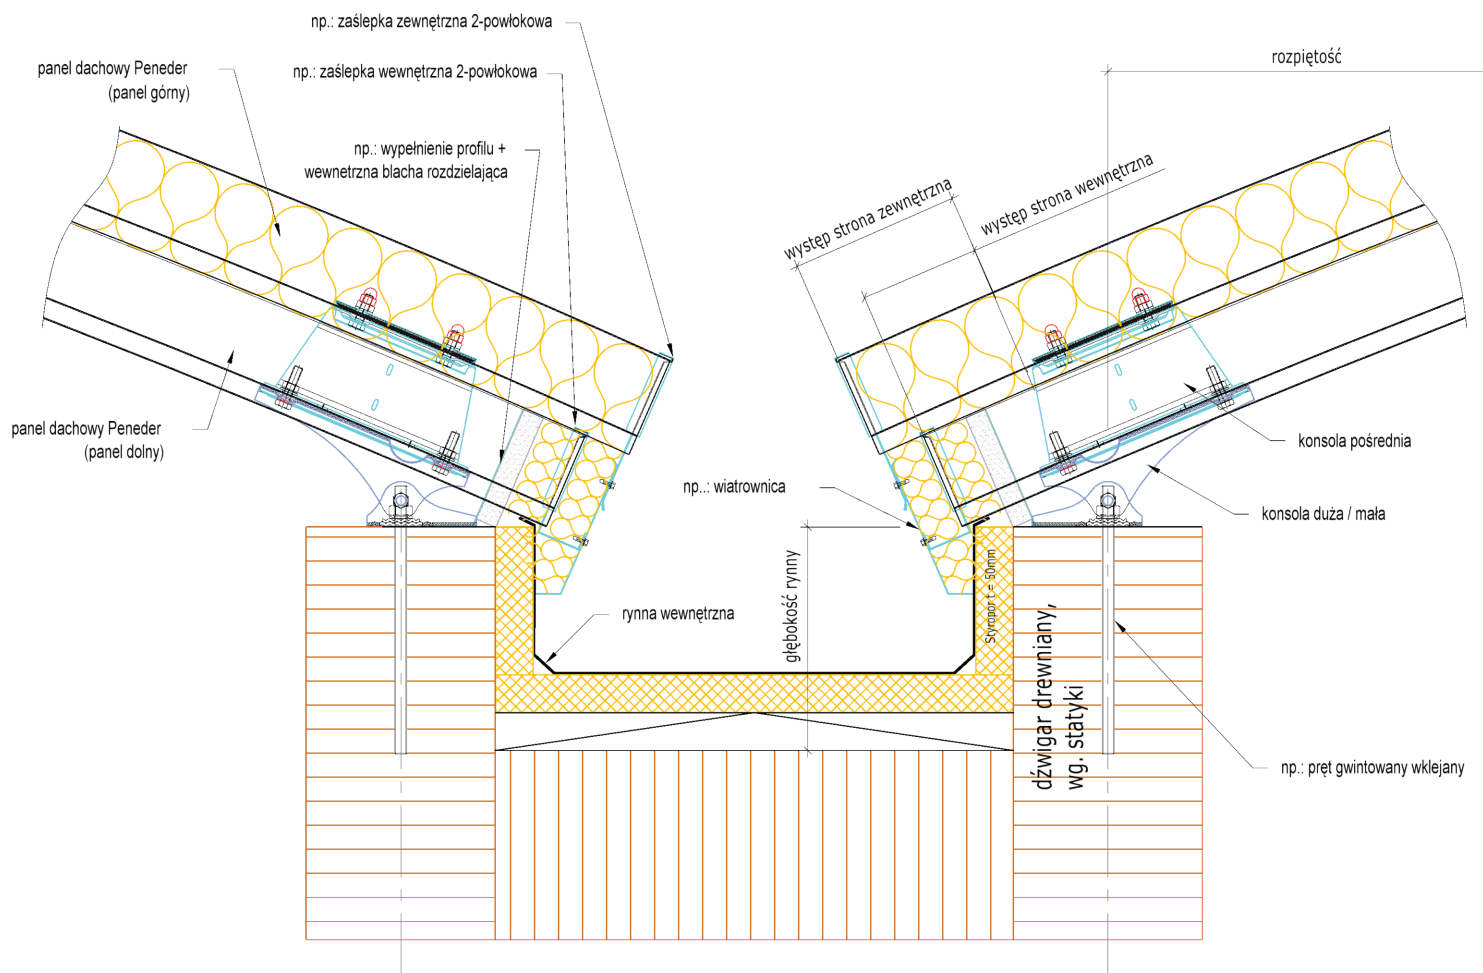 np.: zaślepka zewnętrzna 2-powłokowa
rozpiętość
panel dachowy Peneder
(panel górny)
np.: zaślepka wewnętrzna 2-powłokowa
np.: wypełnienie profilu +
wewnetrzna blacha rozdzielająca
występ strona zewnętrzna
występ strona wewnętrzna
panel dachowy Peneder
(panel dolny)
konsola pośrednia
np..: wiatrownica
konsola duża / mała
głębokość rynny
Styropor t = 50mm
rynna wewnętrzna
dźwigar drewniany,
wg. statyki
np.: pręt gwintowany wklejany